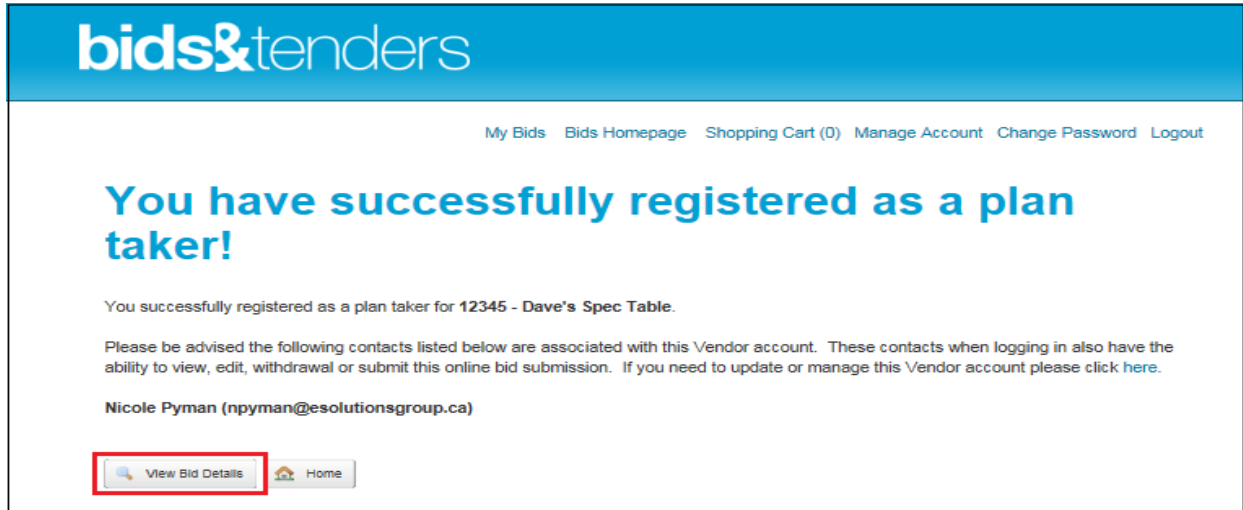 bids&tenders
My Bids Bids Homepage Shopping Cart (0) Manage Account Change Password Logout
You have successfully registered as a plan
taker!
You successfully registered as a plan taker for 12345 - Dave's Spec Table.
Please be advised the following contacts listed below are associated with this Vendor account. These contacts when logging in also have the
ability to view, edit, withdrawal or submit this online bid submission. If you need to update or manage this Vendor account please click here.
Nicole Pyman (npyman@esolutionsgroup.ca)
View Bid Details Home